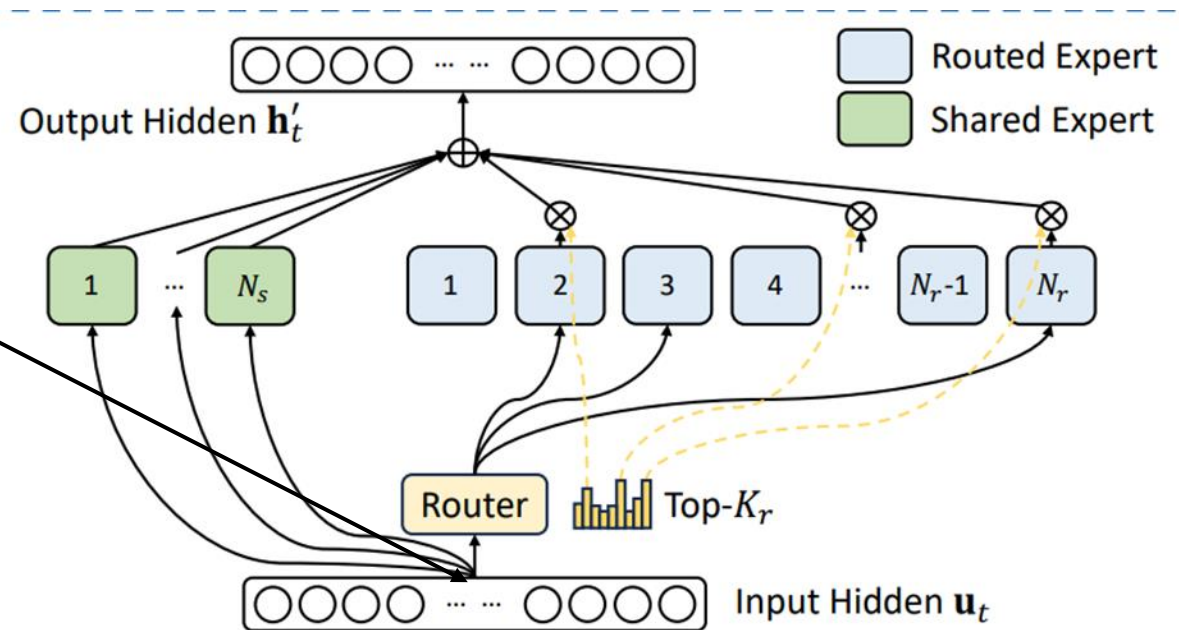 Routed Expert
Shared Expert
... ...
Output Hidden 𝐡′ₜ
1 ... Nₛ 1 2 3 4 ... Nᵣ-1 Nᵣ
Router
Top-Kᵣ
... ...
Input Hidden 𝐮ₜ